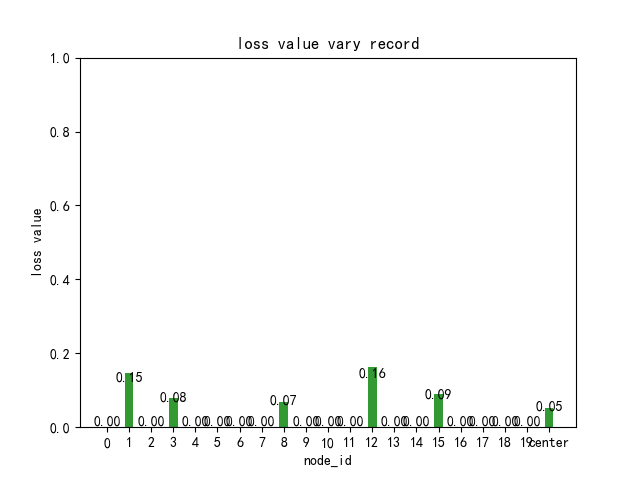 loss value vary record
1.0
0.8
0.6
0.4
0.2
0.0
loss value
0.00 0.15 0.00 0.08 0.00 0.00 0.00 0.00 0.07 0.00 0.00 0.00 0.16 0.00 0.00 0.09 0.00 0.00 0.00 0.00 0.05
0 1 2 3 4 5 6 7 8 9 10 11 12 13 14 15 16 17 18 19 center
node_id